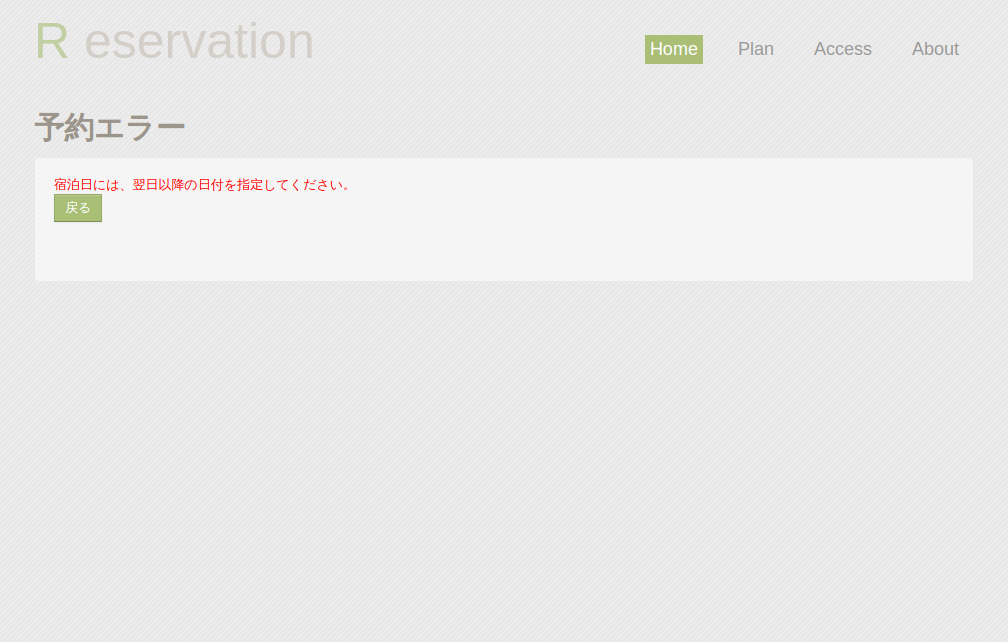 R eservation
Home Plan Access About
予約エラー
宿泊日には、翌日以降の日付を指定してください。
戻る